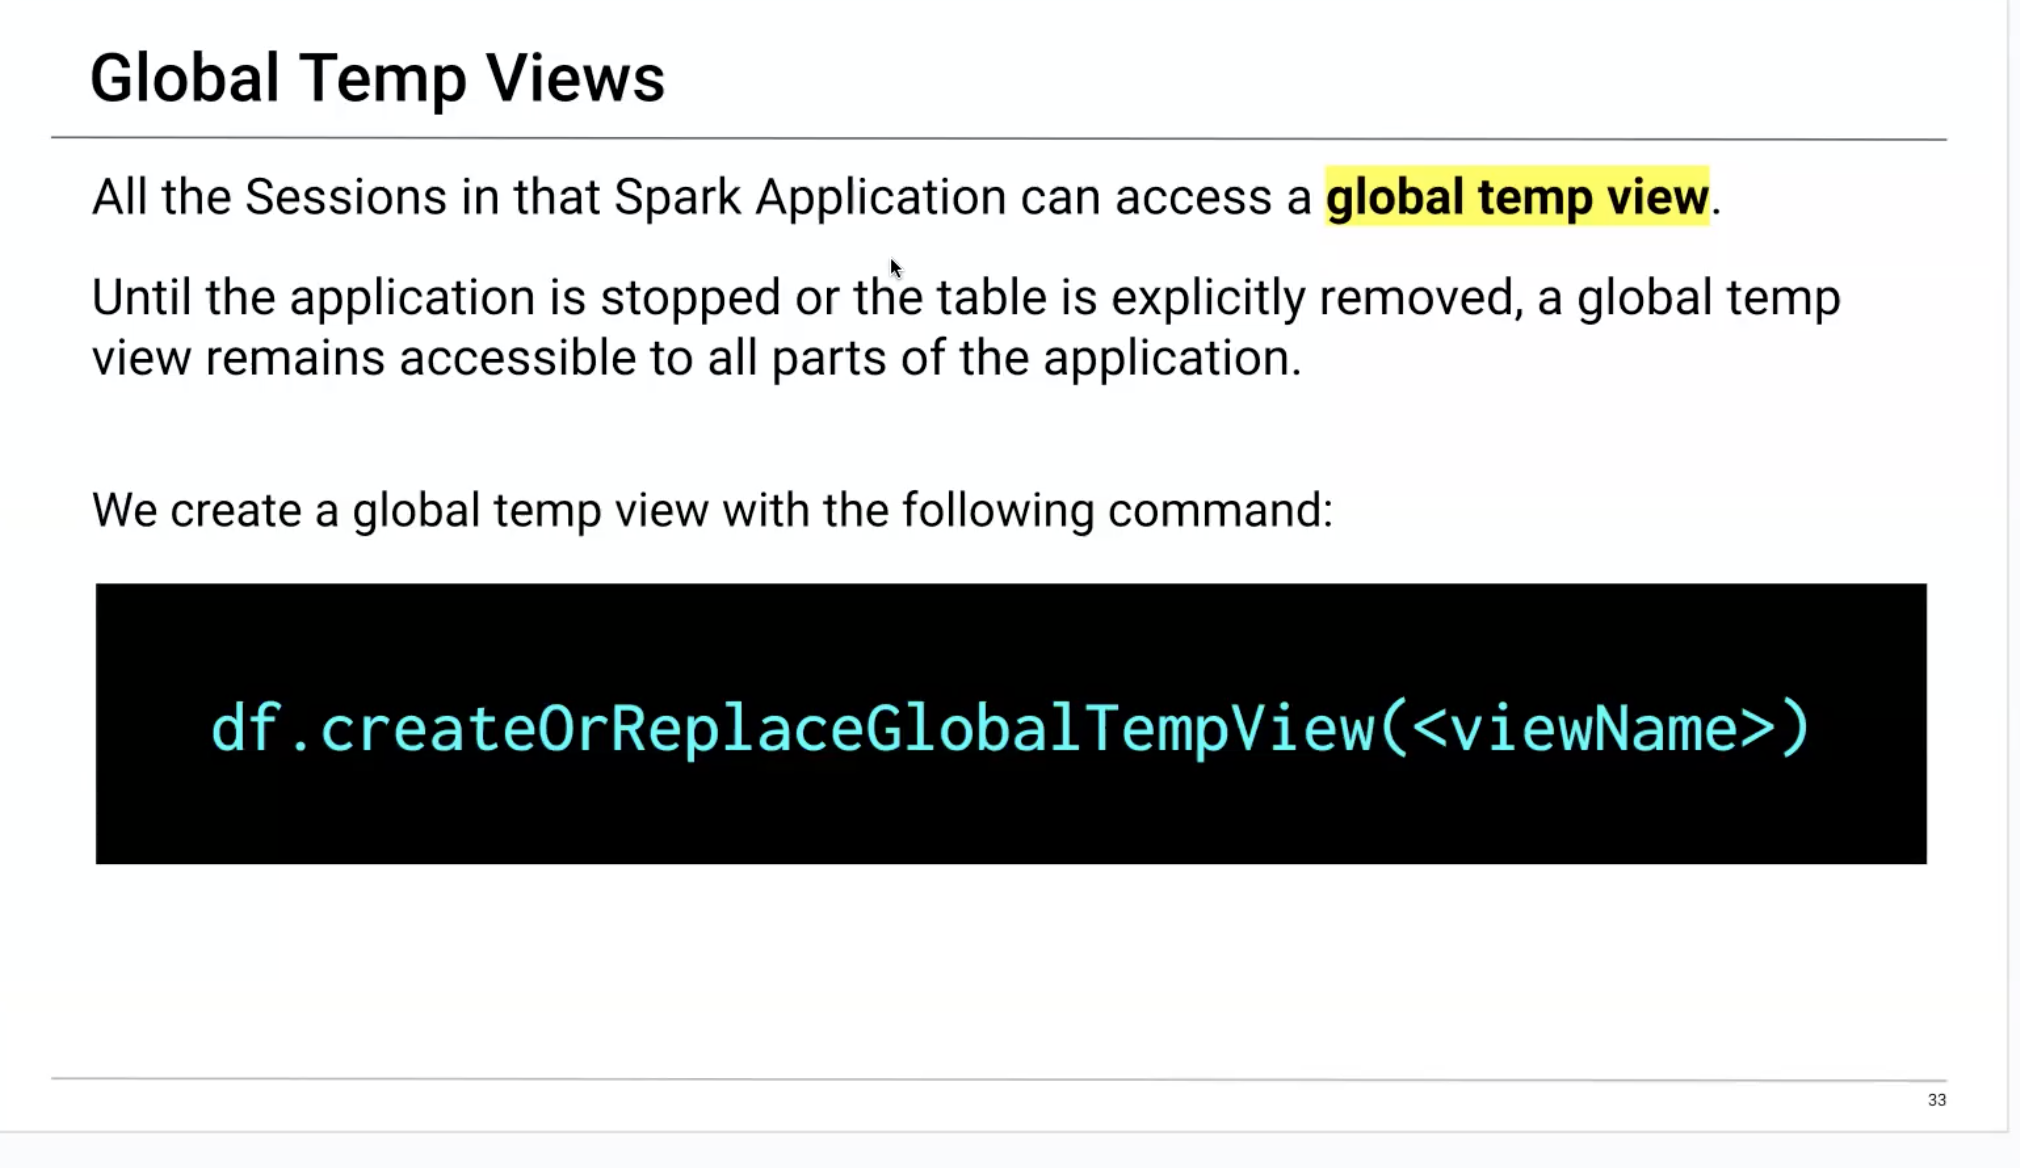 Global Temp Views
All the Sessions in that Spark Application can access a global temp view.
Until the application is stopped or the table is explicitly removed, a global temp
view remains accessible to all parts of the application.
We create a global temp view with the following command:
df.createOrReplaceGlobalTempView(<viewName>)
33